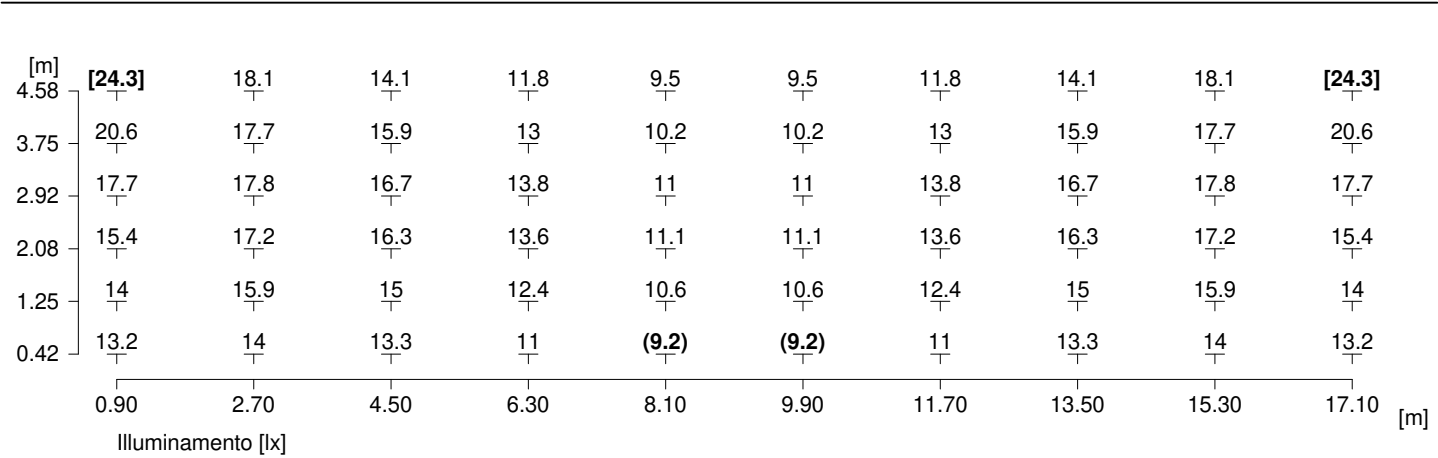 [m]
4.58 [24.3] 18.1 14.1 11.8 9.5 9.5 11.8 14.1 18.1 [24.3]
3.75 20.6 17.7 15.9 13 10.2 10.2 13 15.9 17.7 20.6
2.92 17.7 17.8 16.7 13.8 11 11 13.8 16.7 17.8 17.7
2.08 15.4 17.2 16.3 13.6 11.1 11.1 13.6 16.3 17.2 15.4
1.25 14 15.9 15 12.4 10.6 10.6 12.4 15 15.9 14
0.42 13.2 14 13.3 11 (9.2) (9.2) 11 13.3 14 13.2
0.90 2.70 4.50 6.30 8.10 9.90 11.70 13.50 15.30 17.10 [m]
Illuminamento [lx]